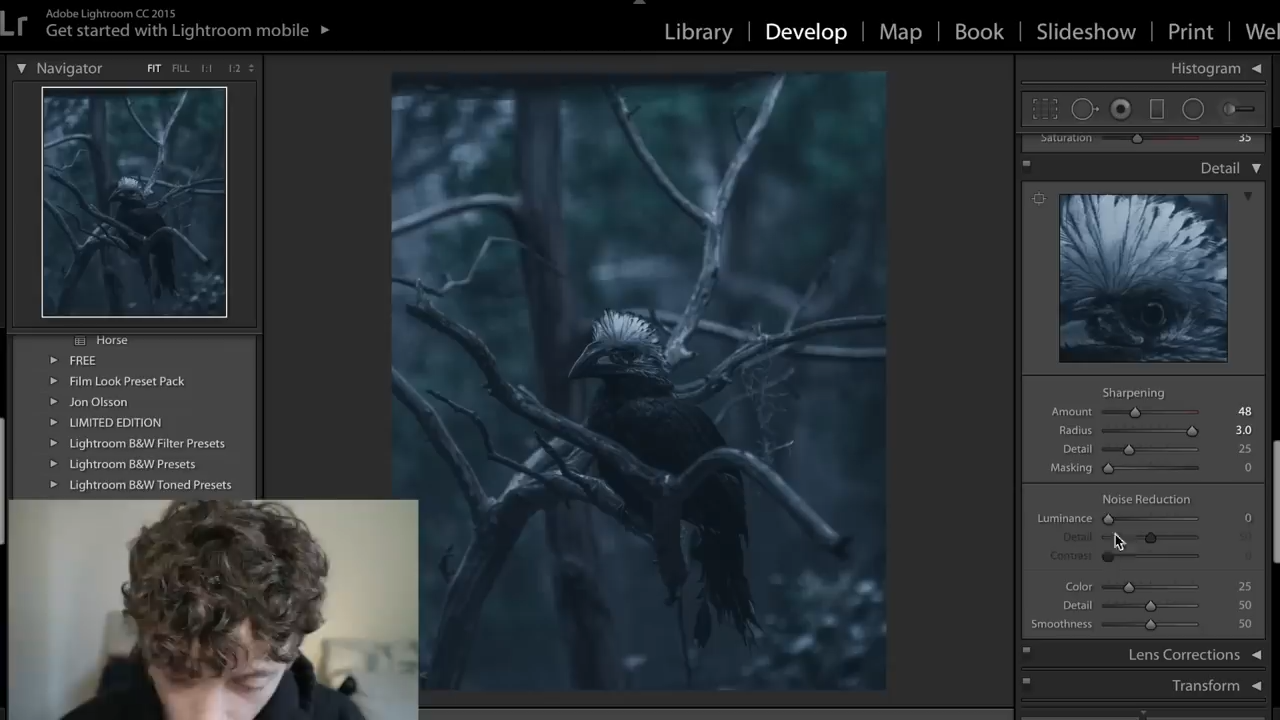 Lr
Adobe Lightroom CC 2015
Get started with Lightroom mobile
Library
Develop
Map
Book
Slideshow
Print
Navigator
FIT FILL 1:1 1:2
Horse
FREE
Film Look Preset Pack
Jon Olsson
LIMITED EDITION
Lightroom B&W Filter Presets
Lightroom B&W Presets
Lightroom B&W Toned Presets
Histogram
Saturation 35
Detail
Sharpening
Amount 48
Radius 3.0
Detail 25
Masking 0
Noise Reduction
Luminance 0
Detail 50
Contrast 0
Color 25
Detail 50
Smoothness 50
Lens Corrections
Transform